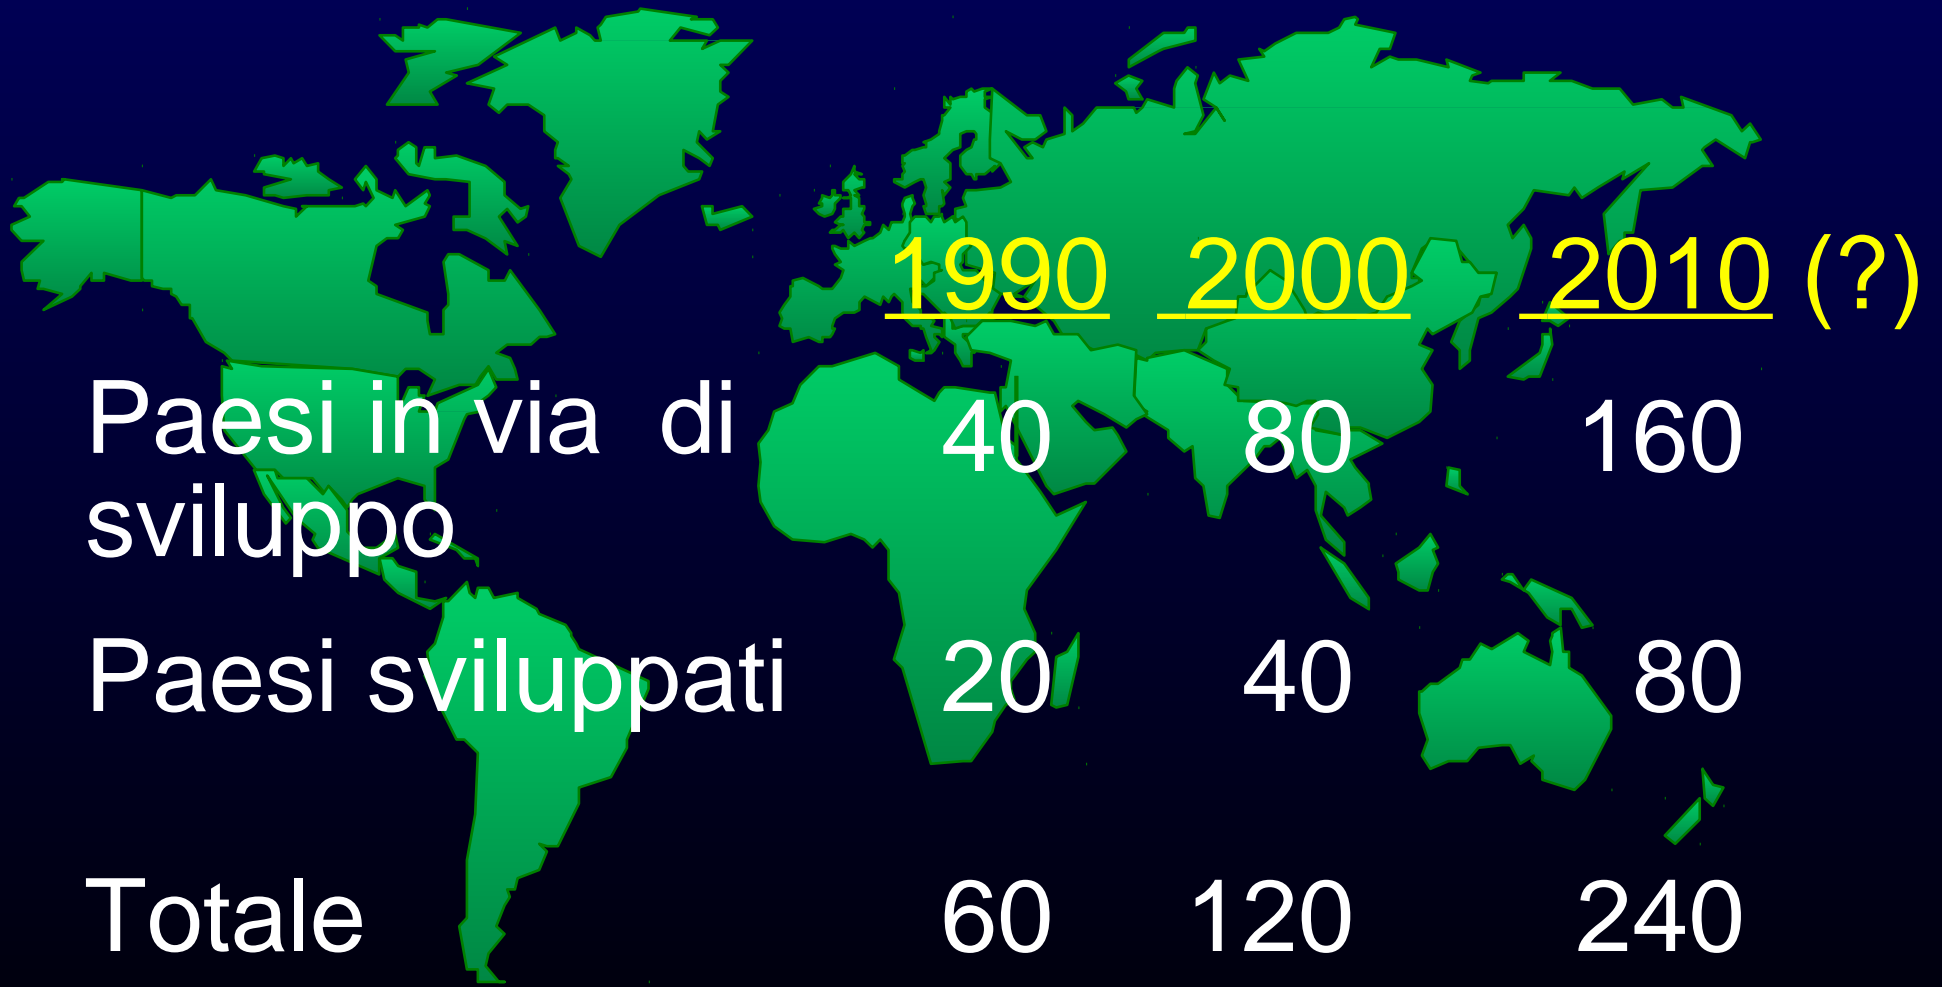 1990 2000 2010 (?)
Paesi in via di 40 80 160
sviluppo
Paesi sviluppati 20 40 80
Totale 60 120 240